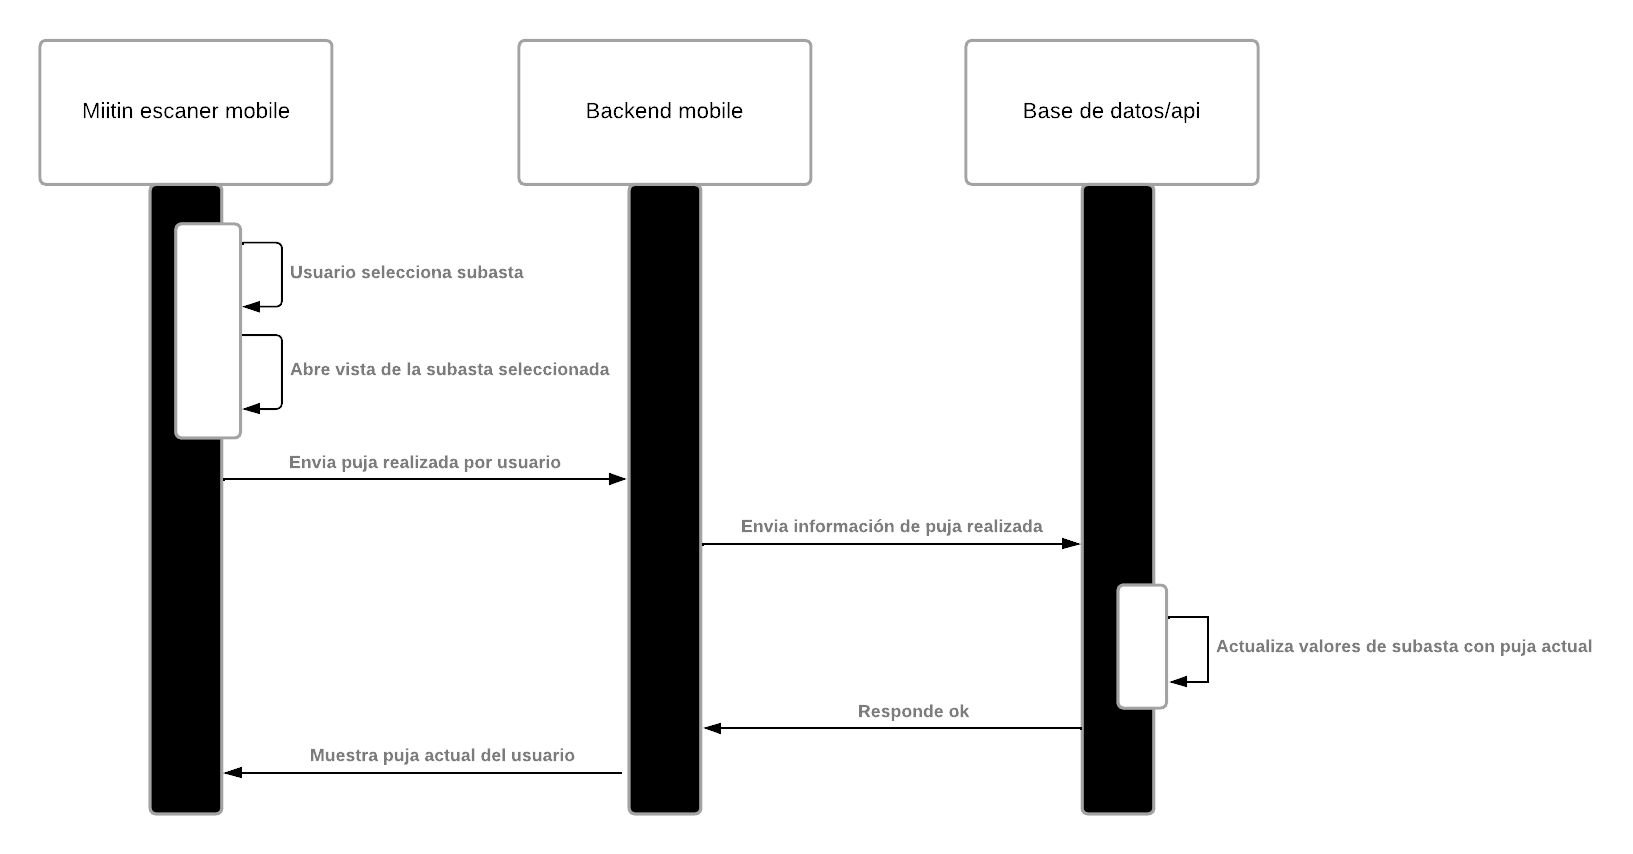 Miitin escaner mobile
Backend mobile
Base de datos/api
Usuario selecciona subasta
Abre vista de la subasta seleccionada
Envia puja realizada por usuario
Envia información de puja realizada
Actualiza valores de subasta con puja actual
Responde ok
Muestra puja actual del usuario